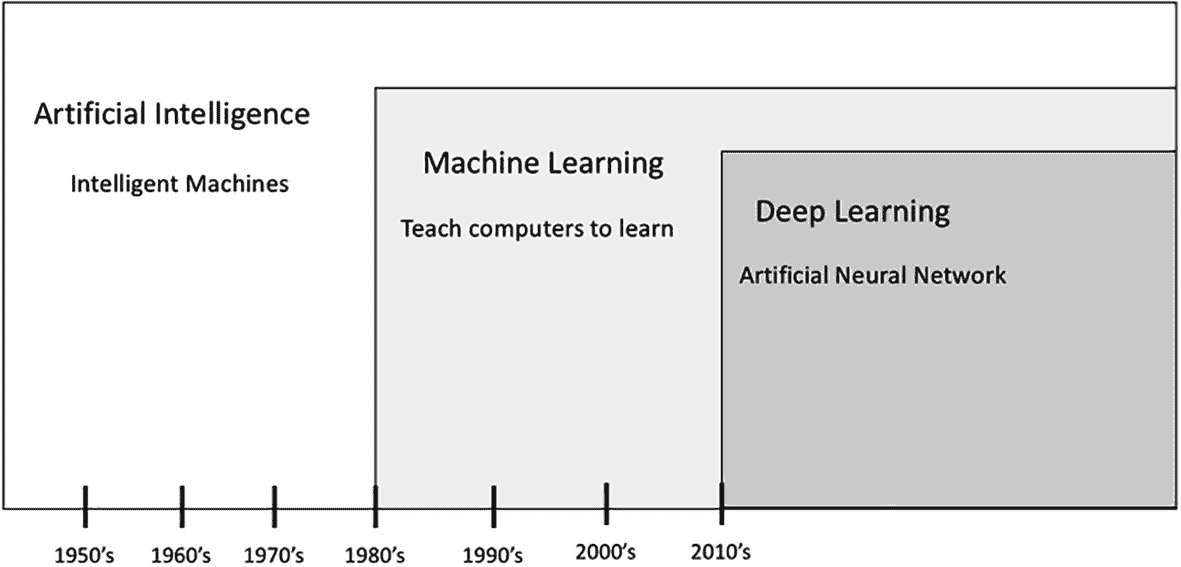 Artificial Intelligence
Intelligent Machines
Machine Learning
Teach computers to learn
Deep Learning
Artificial Neural Network
1950's
1960's
1970's
1980's
1990's
2000's
2010's